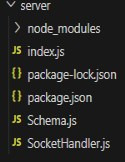 server
node_modules
JS index.js
{} package-lock.json
{} package.json
JS Schema.js
JS SocketHandler.js